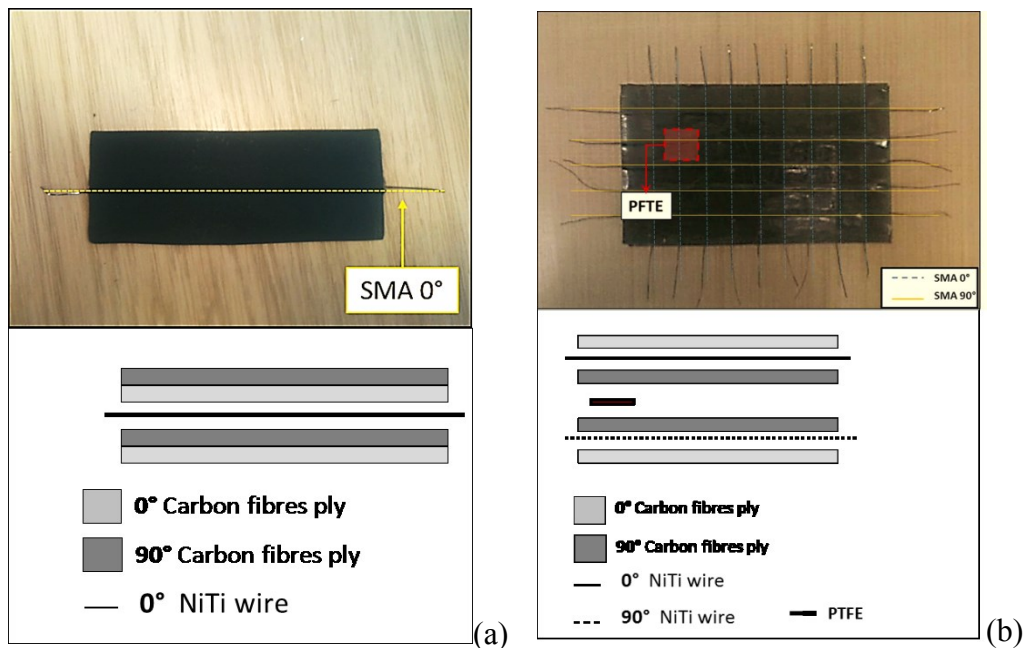 SMA 0°
0° Carbon fibres ply
90° Carbon fibres ply
0° NiTi wire
(a)
PFTE
SMA 0°
SMA 90°
0° Carbon fibres ply
90° Carbon fibres ply
0° NiTi wire
90° NiTi wire
PTFE
(b)